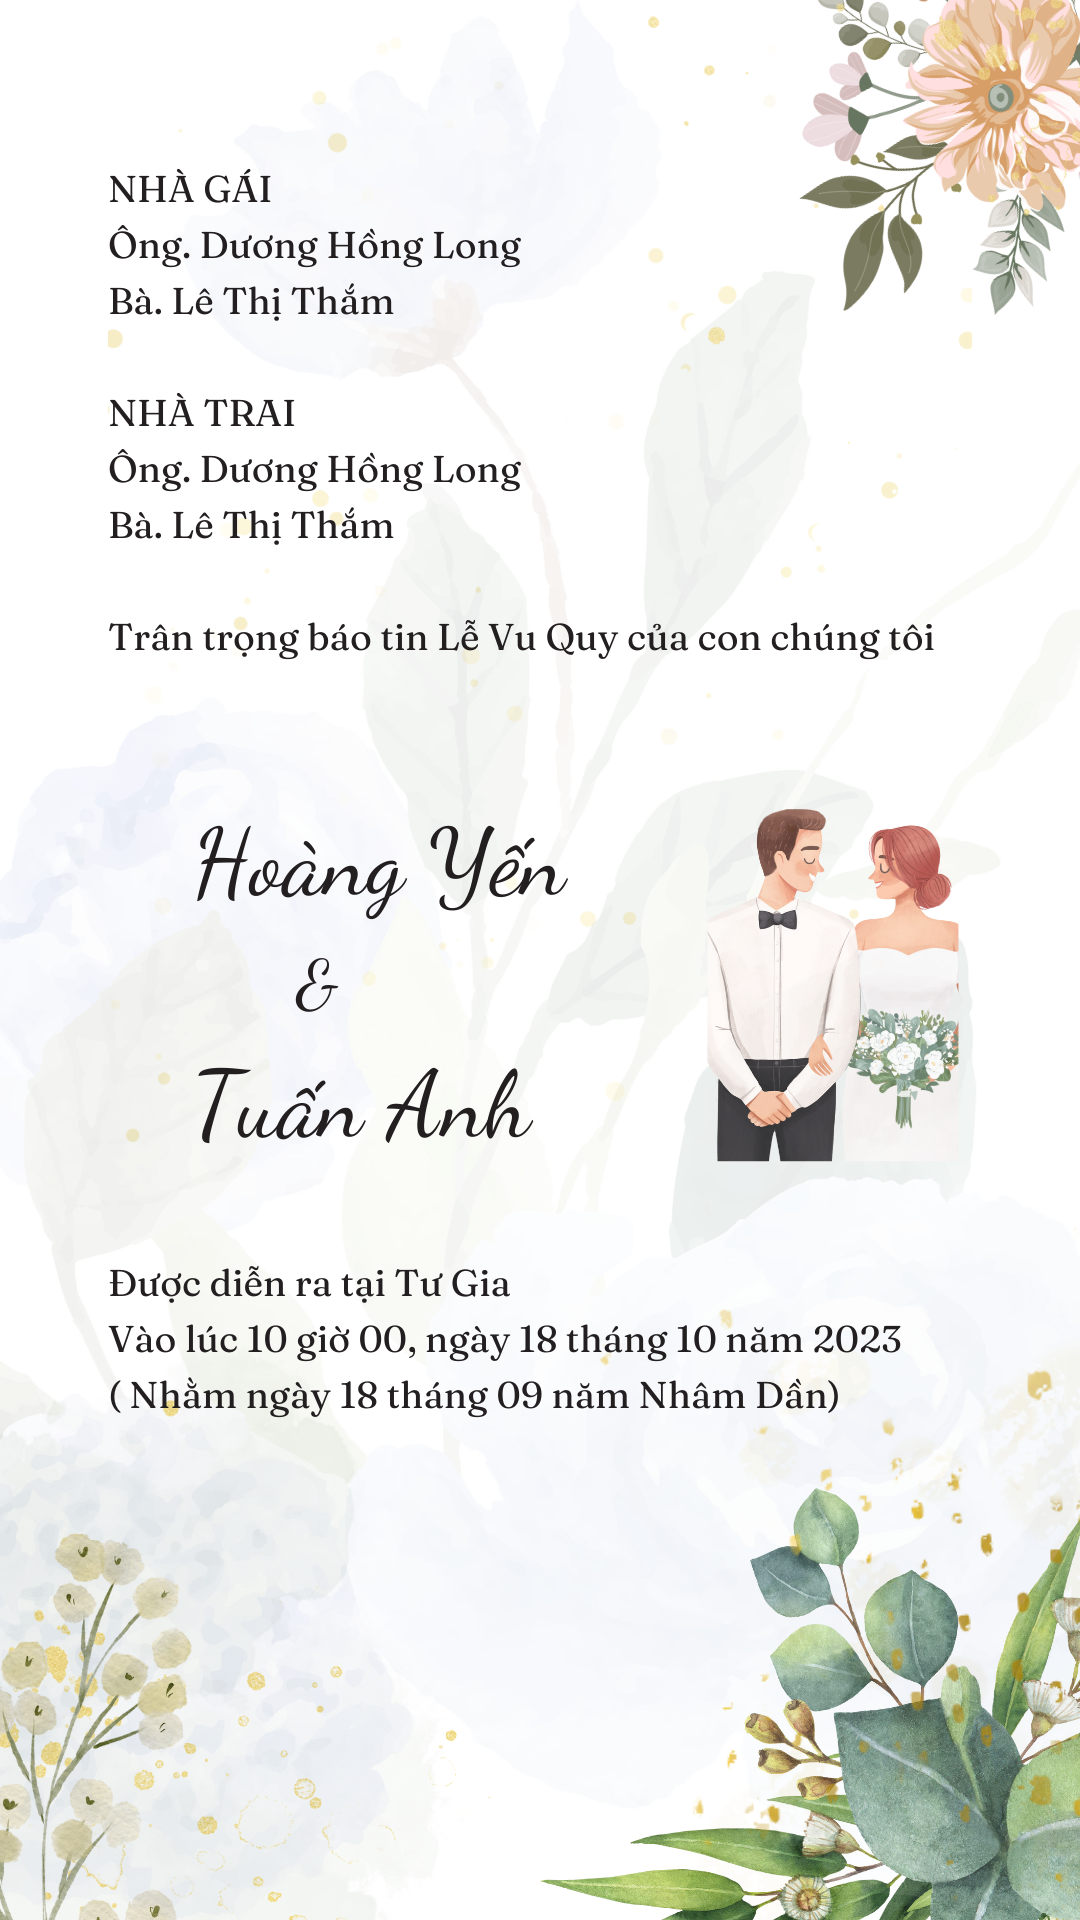 NHÀ GÁI
Ông. Dương Hồng Long
Bà. Lê Thị Thắm
NHÀ TRAI
Ông. Dương Hồng Long
Bà. Lê Thị Thắm
Trân trọng báo tin Lễ Vu Quy của con chúng tôi
Hoàng Yến
&
Tuấn Anh
Được diễn ra tại Tư Gia
Vào lúc 10 giờ 00, ngày 18 tháng 10 năm 2023
( Nhằm ngày 18 tháng 09 năm Nhâm Dần)